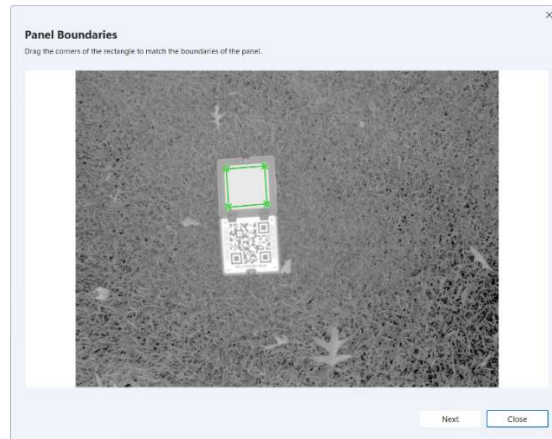 Panel Boundaries
Drag the corners of the rectangle to match the boundaries of the panel.
Next
Close